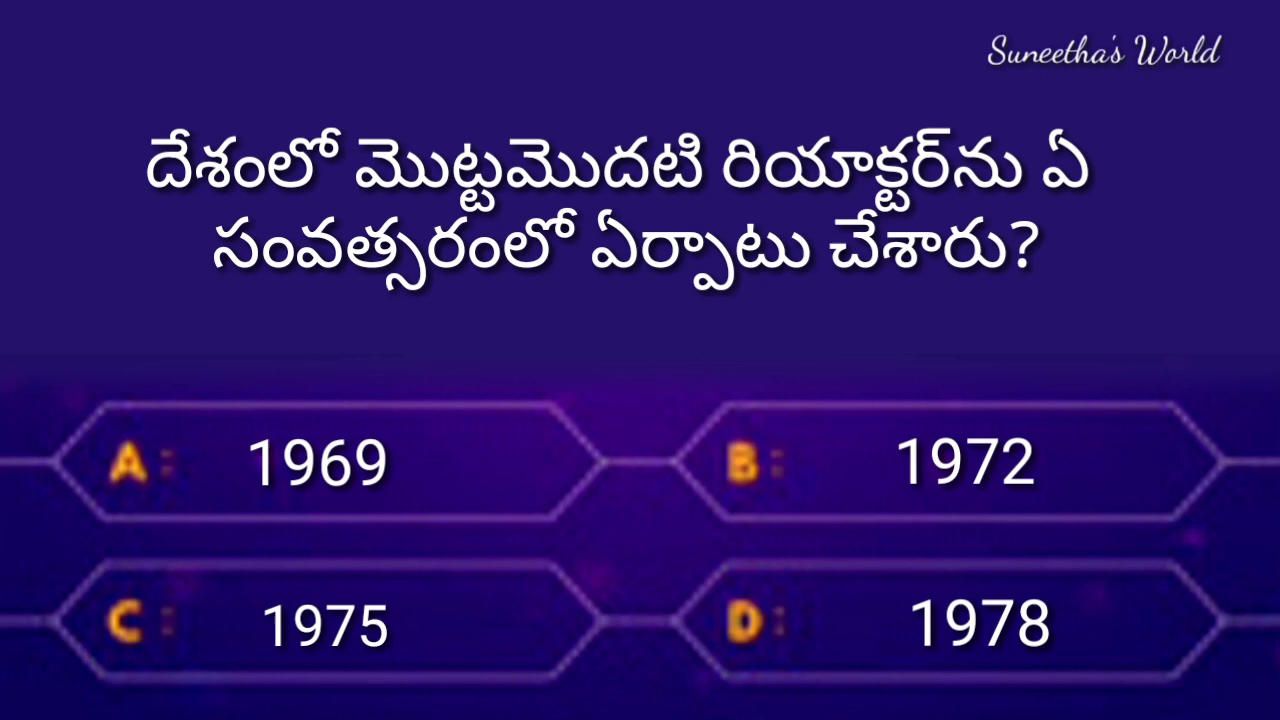 Suneetha's World
దేశంలో మొట్టమొదటి రియాక్టర్‌ను ఏ
సంవత్సరంలో ఏర్పాటు చేశారు?
A : 1969
B : 1972
C : 1975
D : 1978